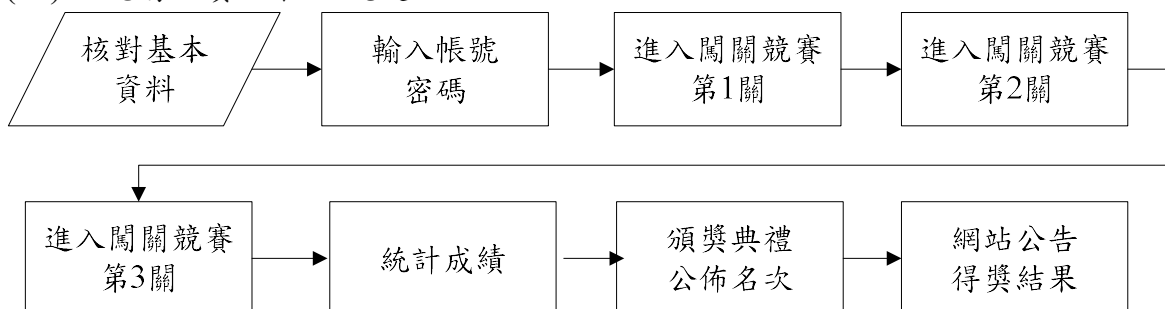 核對基本
資料
輸入帳號
密碼
進入闖關競賽
第1關
進入闖關競賽
第2關
進入闖關競賽
第3關
統計成績
頒獎典禮
公佈名次
網站公告
得獎結果